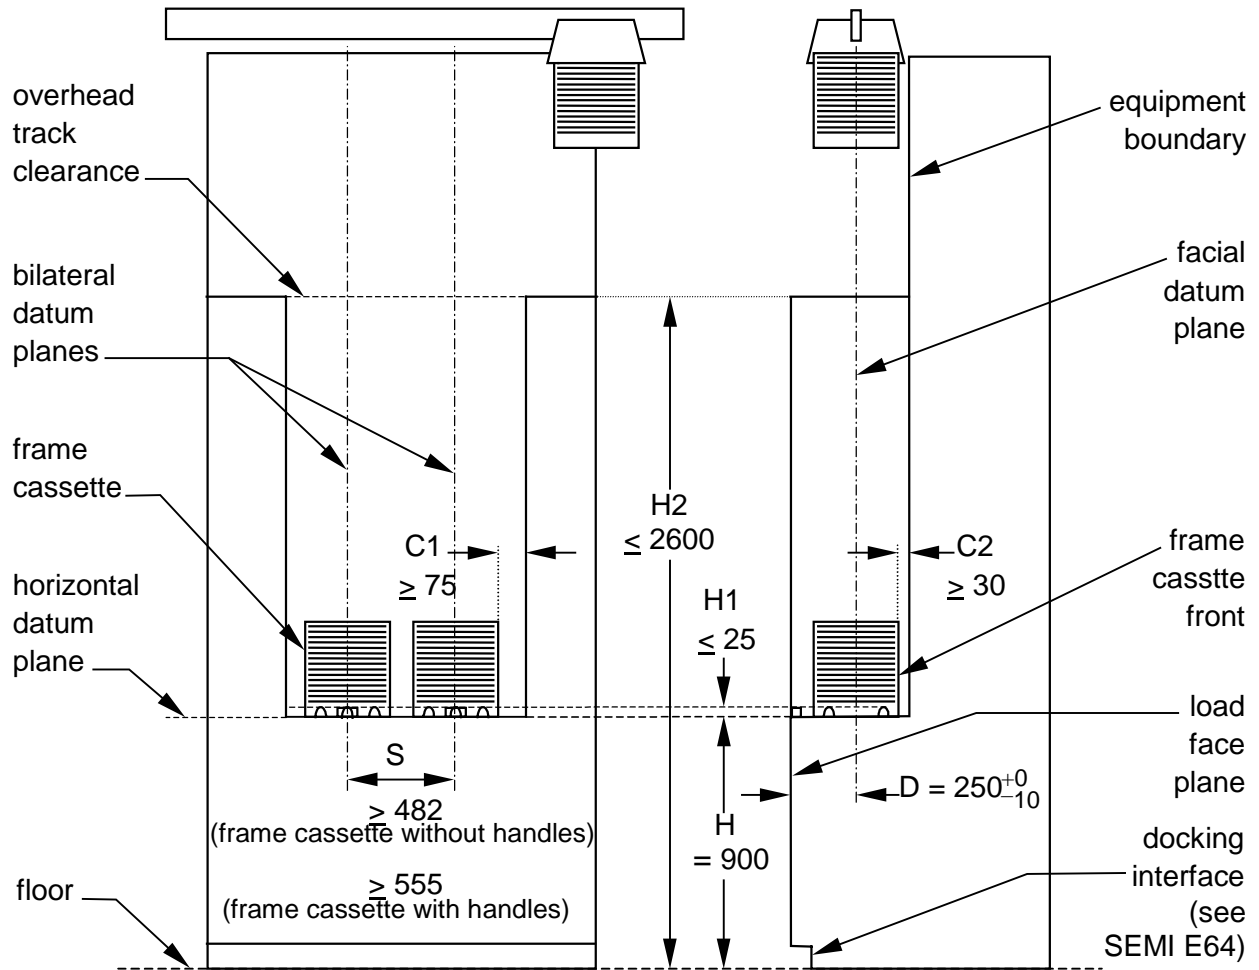 overhead
track
clearance
bilateral
datum
planes
frame
cassette
horizontal
datum
plane
floor
C1
≥ 75
S
≥ 482
(frame cassette without handles)
≥ 555
(frame cassette with handles)
H2
≤ 2600
H1
≤ 25
H
= 900
C2
≥ 30
D = 250 +0 −10
equipment
boundary
facial
datum
plane
frame
casstte
front
load
face
plane
docking
interface
(see
SEMI E64)